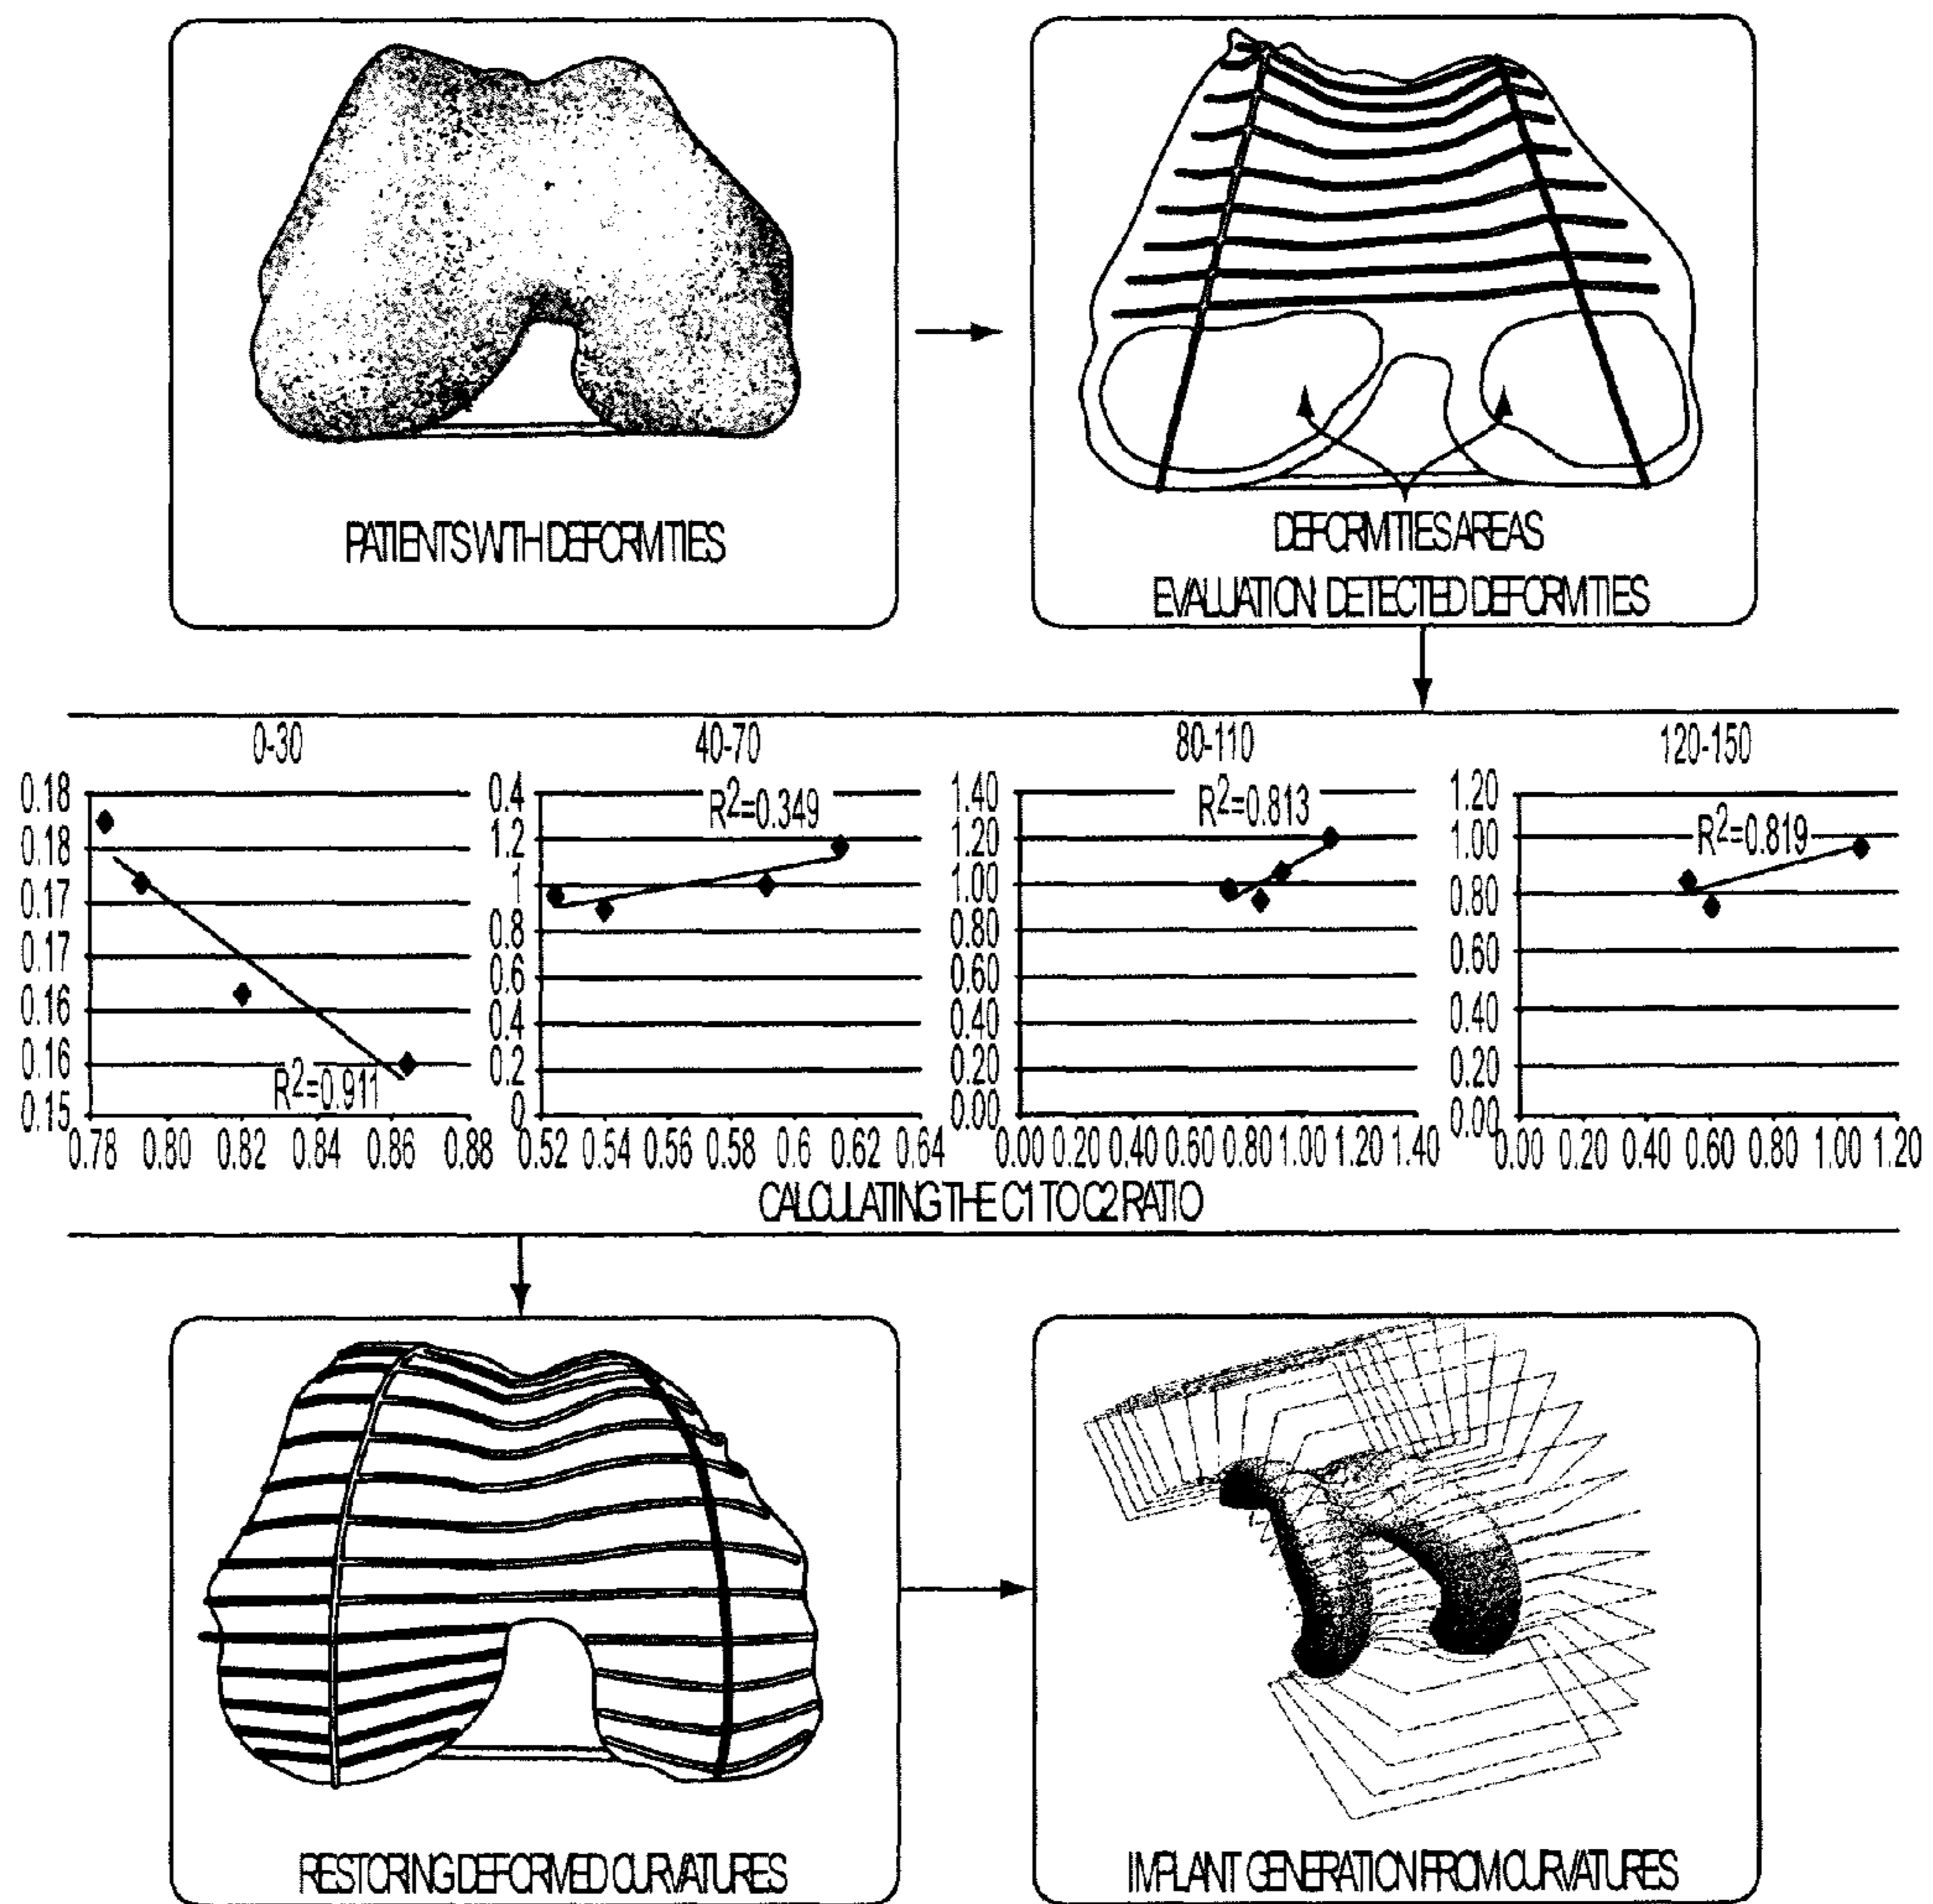 PATIENTS WITH DEFORMITIES
DEFORMITIES AREAS
EVALUATION: DETECTED DEFORMITIES
0-30
40-70
80-110
120-150
0.18
0.18
0.17
0.17
0.16
0.16
0.15
R2=0.911
0.78 0.80 0.82 0.84 0.86 0.88
0.4
1.2
1
0.8
0.6
0.4
0.2
0
R2=0.349
0.52 0.54 0.56 0.58 0.6 0.62 0.64
1.40
1.20
1.00
0.80
0.60
0.40
0.20
0.00
R2=0.813
0.00 0.20 0.40 0.60 0.80 1.00 1.20 1.40
1.20
1.00
0.80
0.60
0.40
0.20
0.00
R2=0.819
0.00 0.20 0.40 0.60 0.80 1.00 1.20
CALCULATING THE C1 TO C2 RATIO
RESTORING DEFORMED CURVATURES
IMPLANT GENERATION FROM CURVATURES